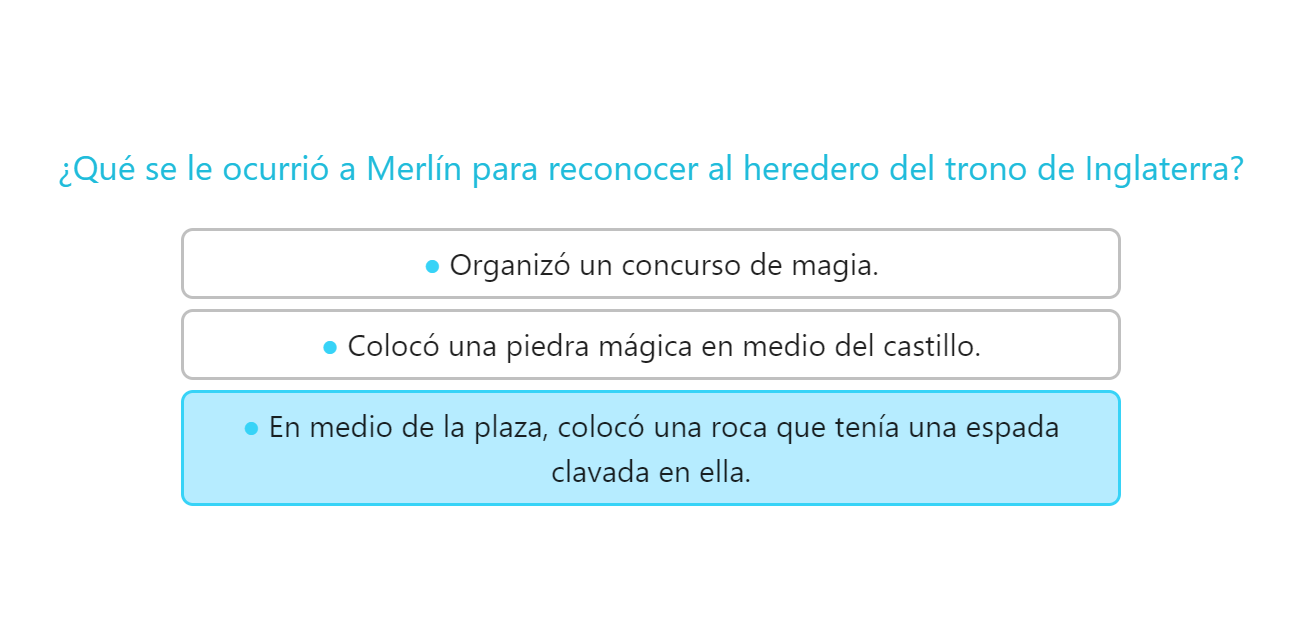 ¿Qué se le ocurrió a Merlín para reconocer al heredero del trono de Inglaterra?
● Organizó un concurso de magia.
● Colocó una piedra mágica en medio del castillo.
● En medio de la plaza, colocó una roca que tenía una espada
clavada en ella.